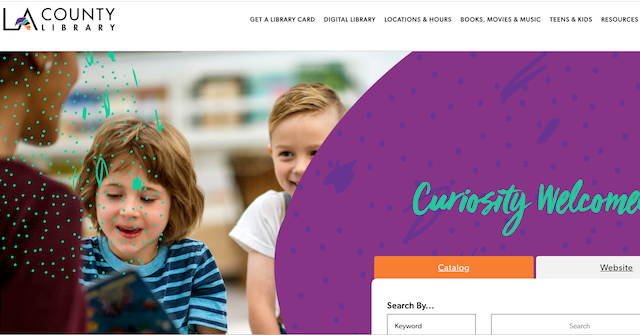 LA COUNTY
LIBRARY
GET A LIBRARY CARD DIGITAL LIBRARY LOCATIONS & HOURS BOOKS, MOVIES & MUSIC TEENS & KIDS RESOURCES
Curiosity Welcome
Catalog Website
Search By...
Keyword Search